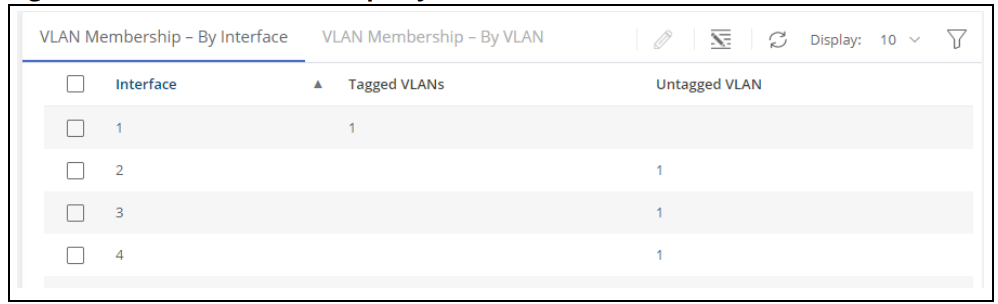 VLAN Membership – By Interface VLAN Membership – By VLAN Display: 10
Interface ▲ Tagged VLANs Untagged VLAN
1 1
2 1
3 1
4 1